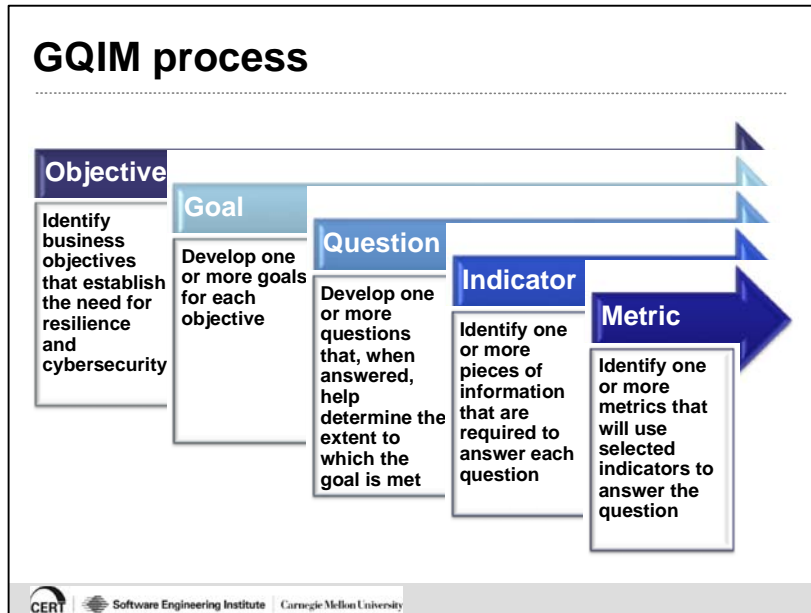 GQIM process
Objective
Identify
business
objectives
that establish
the need for
resilience
and
cybersecurity
Goal
Develop one
or more goals
for each
objective
Question
Develop one
or more
questions
that, when
answered,
help
determine the
extent to
which the
goal is met
Indicator
Identify one
or more
pieces of
information
that are
required to
answer each
question
Metric
Identify one
or more
metrics that
will use
selected
indicators to
answer the
question
CERT Software Engineering Institute Carnegie Mellon University